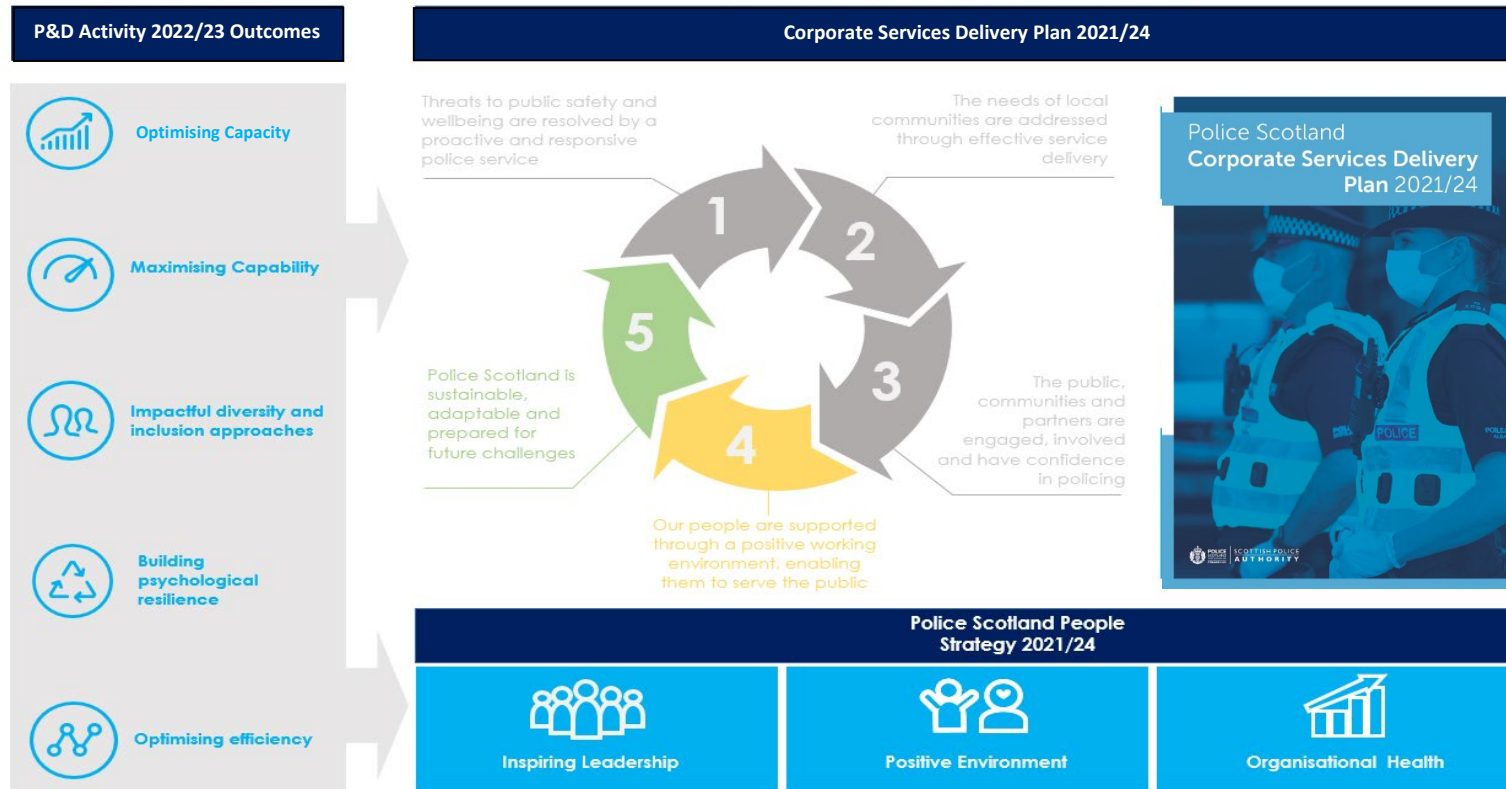 P&D Activity 2022/23 Outcomes
Optimising Capacity
Maximising Capability
Impactful diversity and
inclusion approaches
Building
psychological
resilience
Optimising efficiency
Corporate Services Delivery Plan 2021/24
Threats to public safety and
wellbeing are resolved by a
proactive and responsive
police service
The needs of local
communities are addressed
through effective service
delivery
1
2
3
4
5
Police Scotland is
sustainable,
adaptable and
prepared for
future challenges
The public,
communities and
partners are
engaged, involved
and have confidence
in policing
Our people are supported
through a positive working
environment, enabling
them to serve the public
Police Scotland
Corporate Services Delivery
Plan 2021/24
POLICE
POLICE
SCOTTISH POLICE
AUTHORITY
Police Scotland People
Strategy 2021/24
Inspiring Leadership
Positive Environment
Organisational Health